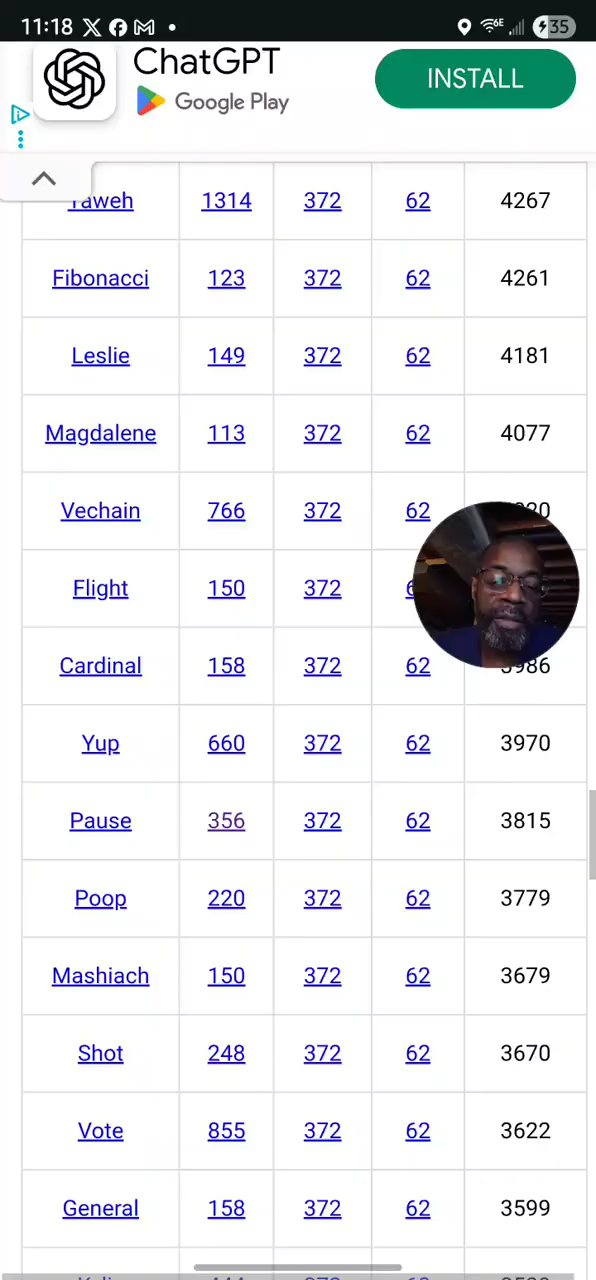 11:18
6E
35
ChatGPT
Google Play
INSTALL
Yaweh 1314 372 62 4267
Fibonacci 123 372 62 4261
Leslie 149 372 62 4181
Magdalene 113 372 62 4077
Vechain 766 372 62
Flight 150 372
Cardinal 158 372 62 3986
Yup 660 372 62 3970
Pause 356 372 62 3815
Poop 220 372 62 3779
Mashiach 150 372 62 3679
Shot 248 372 62 3670
Vote 855 372 62 3622
General 158 372 62 3599